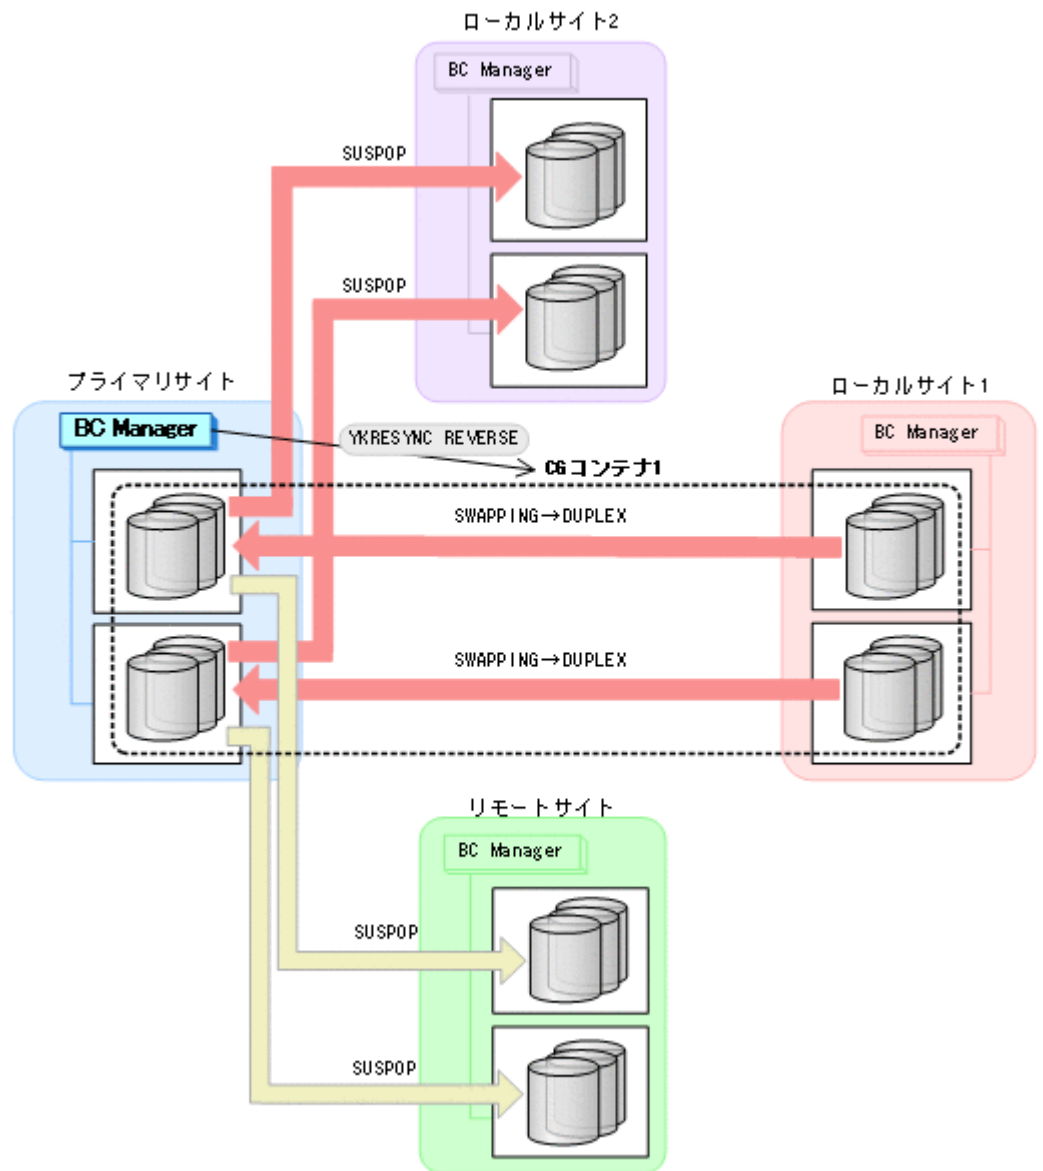 ローカルサイト2
BC Manager
SUSPOP
SUSPOP
プライマリサイト
ローカルサイト1
BC Manager
BC Manager
YKRESYNC REVERSE
CGコンテナ1
SWAPPING→DUPLEX
SWAPPING→DUPLEX
リモートサイト
BC Manager
SUSPOP
SUSPOP